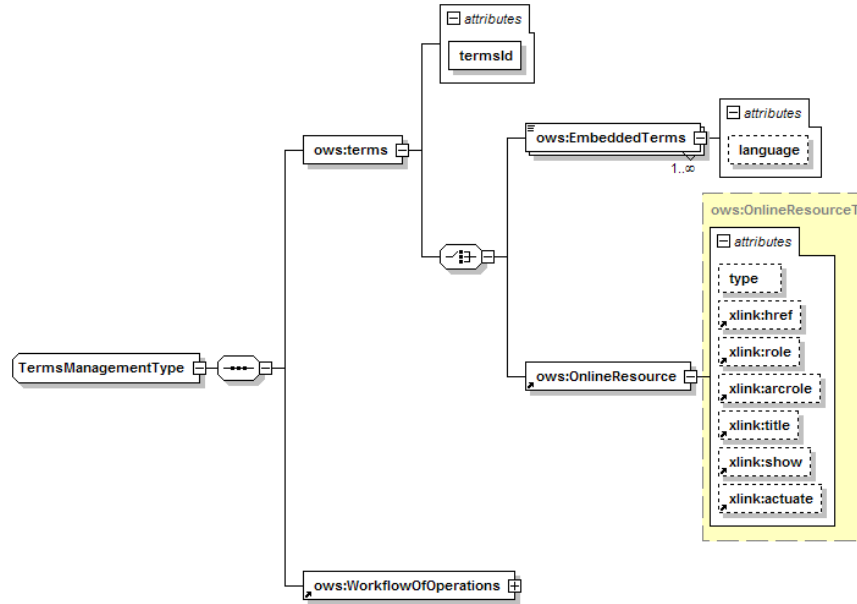 attributes
termsId
attributes
ows:EmbeddedTerms
language
1..∞
ows:terms
ows:OnlineResourceT
attributes
type
xlink:href
xlink:role
TermsManagementType
ows:OnlineResource
xlink:arcrole
xlink:title
xlink:show
xlink:actuate
ows:WorkflowOfOperations